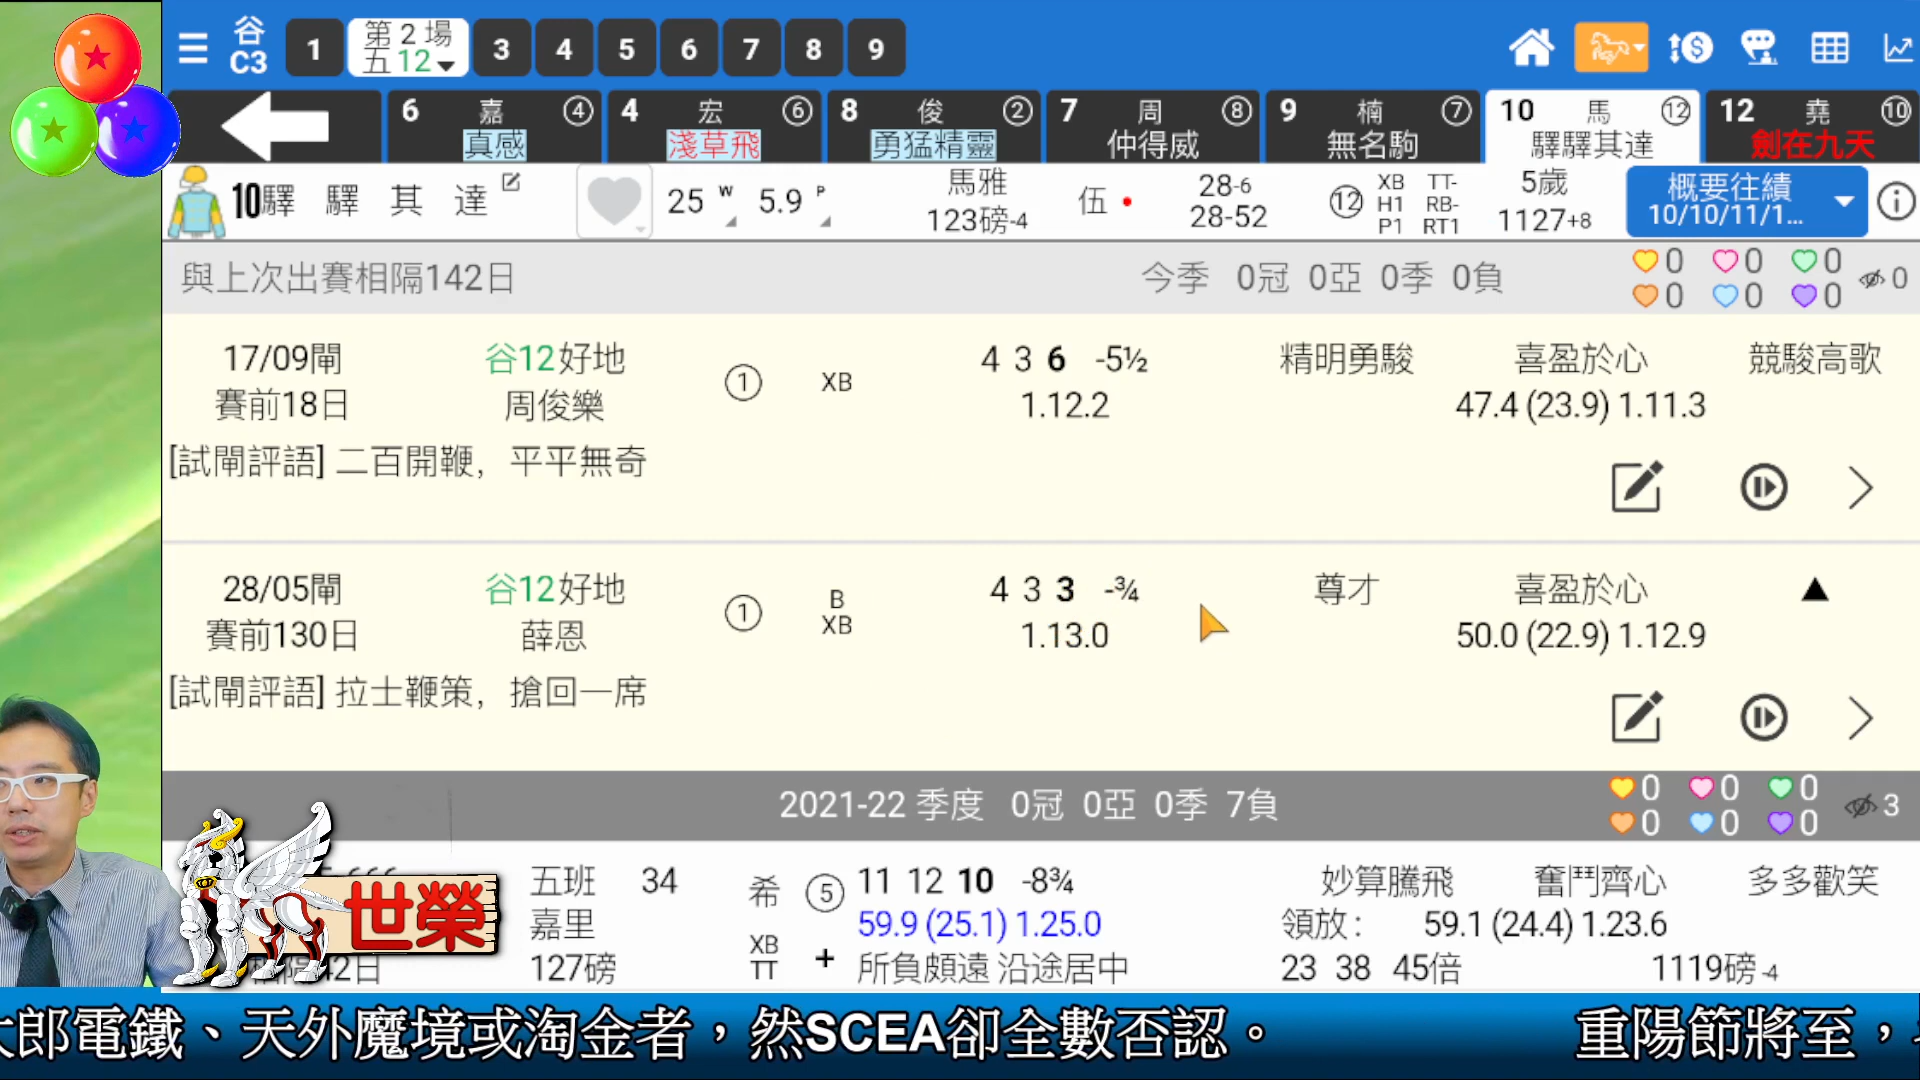 谷
C3
1
第 2 場
五 12
3
4
5
6
7
8
9
6 嘉 ④
真感
4 宏 ⑥
淺草飛
8 俊 ②
勇猛精靈
7 周 ⑧
仲得威
9 楠 ⑦
無名駒
10 馬 ⑫
驛驛其達
12 堯 ⑩
劍在九天
10驛驛其達
25 W 5.9 P
馬雅
123磅-4
伍
28-6
28-52
⑫
XB TT-
H1 RB-
P1 RT1
5歲
1127+8
概要往績
10/10/11/1...
與上次出賽相隔142日
今季 0冠 0亞 0季 0負
0 0 0
0 0 0
0
17/09閘
賽前18日
谷12好地
周俊樂
①
XB
4 3 6 -5½
1.12.2
精明勇駿
喜盈於心
競駿高歌
47.4 (23.9) 1.11.3
[試閘評語] 二百開鞭，平平無奇
28/05閘
賽前130日
谷12好地
薛恩
①
B
XB
4 3 3 -¾
1.13.0
尊才
喜盈於心
50.0 (22.9) 1.12.9
[試閘評語] 拉士鞭策，搶回一席
2021-22 季度 0冠 0亞 0季 7負
0 0 0
0 0 0
3
五班 34
嘉里
127磅
希
XB
TT
⑤
+
11 12 10 -8¾
59.9 (25.1) 1.25.0
所負頗遠 沿途居中
妙算騰飛
奮鬥齊心
多多歡笑
領放： 59.1 (24.4) 1.23.6
23 38 45倍
1119磅-4
世榮
郎電鐵、天外魔境或淘金者，然SCEA卻全數否認。 重陽節將至，